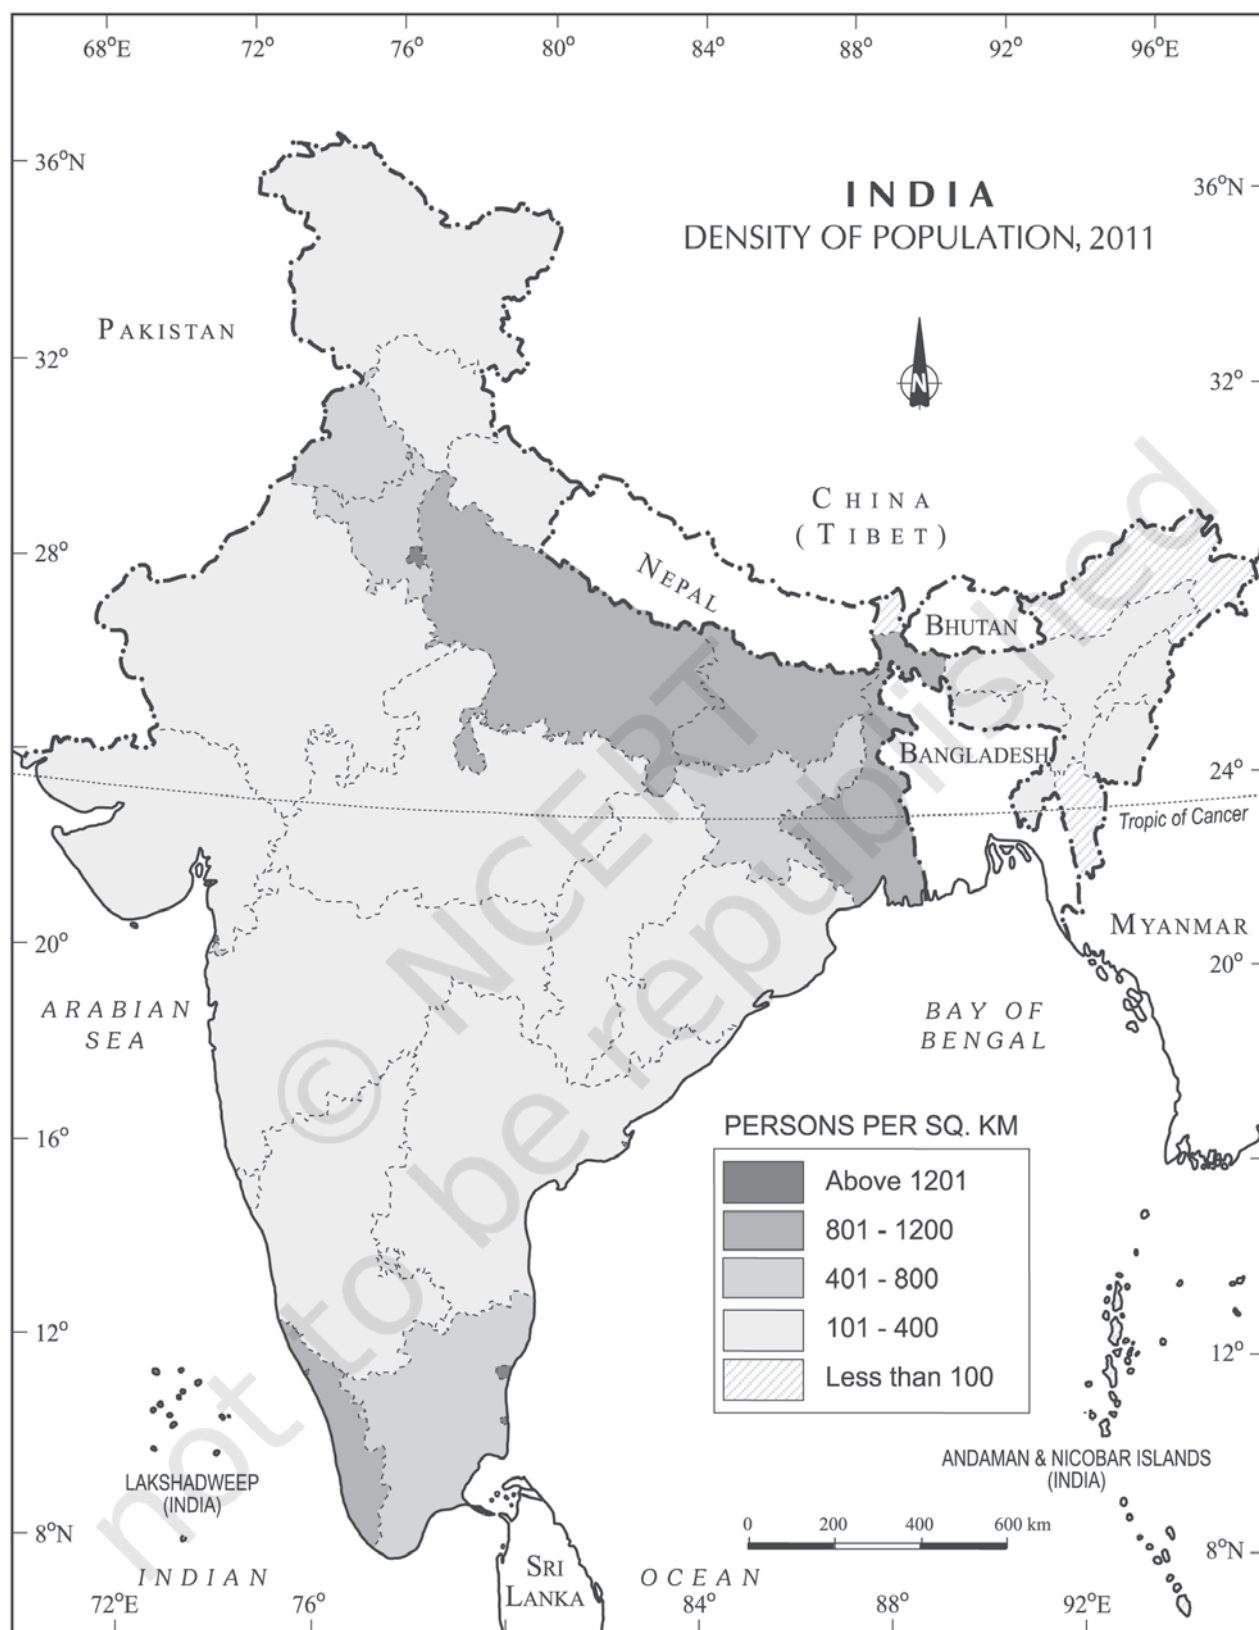 68°E 72° 76° 80° 84° 88° 92° 96°E
36°N
36°N
INDIA
DENSITY OF POPULATION, 2011
PAKISTAN
32°
32°
N
CHINA
(TIBET)
28°
NEPAL
BHUTAN
BANGLADESH
24°
Tropic of Cancer
20°
MYANMAR
20°
ARABIAN
SEA
BAY OF
BENGAL
© NCERT
not to be republished
16°
PERSONS PER SQ. KM
Above 1201
801 - 1200
401 - 800
101 - 400
Less than 100
12°
12°
LAKSHADWEEP
(INDIA)
ANDAMAN & NICOBAR ISLANDS
(INDIA)
0 200 400 600 km
8°N
8°N
SRI
LANKA
INDIAN OCEAN
72°E 76° 84° 88° 92°E